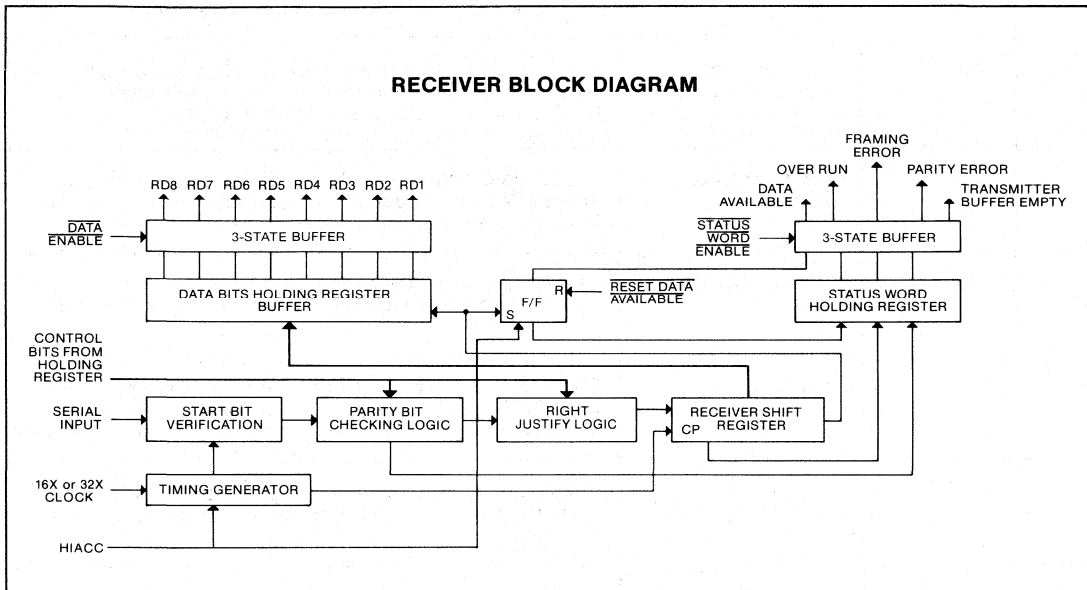 RECEIVER BLOCK DIAGRAM
FRAMING
ERROR
OVER RUN
PARITY ERROR
DATA
AVAILABLE
TRANSMITTER
BUFFER EMPTY
RD8 RD7 RD6 RD5 RD4 RD3 RD2 RD1
DATA
ENABLE
3-STATE BUFFER
STATUS
WORD
ENABLE
3-STATE BUFFER
DATA BITS HOLDING REGISTER
BUFFER
R
F/F
S
RESET DATA
AVAILABLE
STATUS WORD
HOLDING REGISTER
CONTROL
BITS FROM
HOLDING
REGISTER
SERIAL
INPUT
START BIT
VERIFICATION
PARITY BIT
CHECKING LOGIC
RIGHT
JUSTIFY LOGIC
RECEIVER SHIFT
REGISTER
CP
16X or 32X
CLOCK
TIMING GENERATOR
HIACC